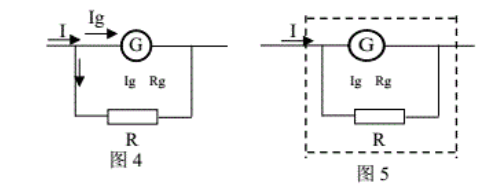 I Ig G
Ig Rg
R
图 4
I G
Ig Rg
R
图 5